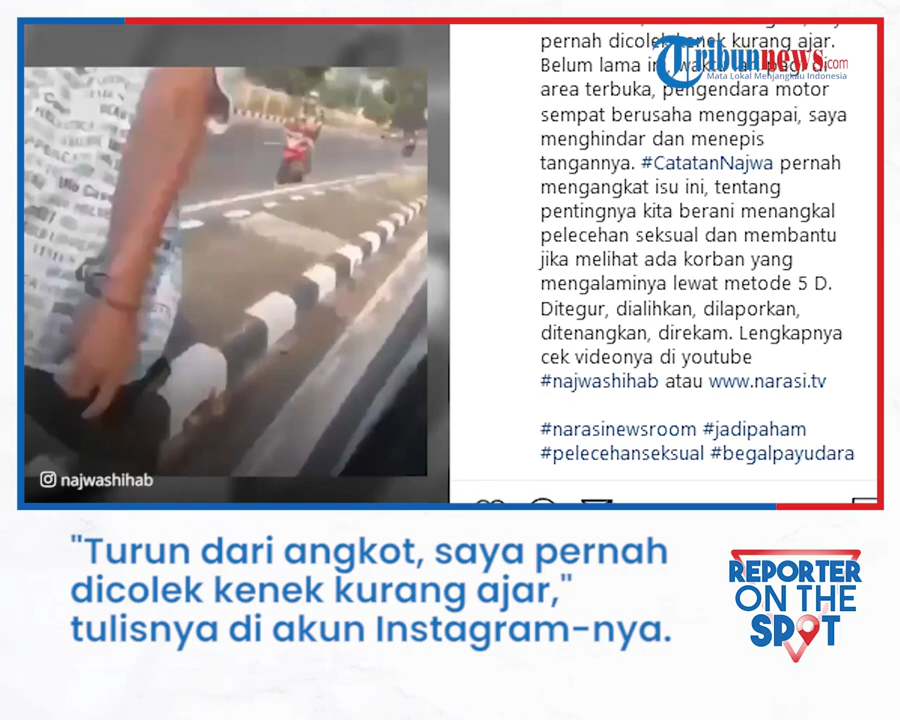 pernah dicolek kenek kurang ajar.
Tribunnews.com
Mata Lokal Menjangkau Indonesia
Belum lama
area terbuka, pengendara motor
sempat berusaha menggapai, saya
menghindar dan menepis
tangannya. #CatatanNajwa pernah
mengangkat isu ini, tentang
pentingnya kita berani menangkal
pelecehan seksual dan membantu
jika melihat ada korban yang
mengalaminya lewat metode 5 D.
Ditegur, dialihkan, dilaporkan,
ditenangkan, direkam. Lengkapnya
cek videonya di youtube
#najwashihab atau www.narasi.tv
#narasinewsroom #jadipaham
#pelecehanseksual #begalpayudara
najwashihab
"Turun dari angkot, saya pernah
dicolek kenek kurang ajar,"
tulisnya di akun Instagram-nya.
REPORTER
ON THE
SPOT